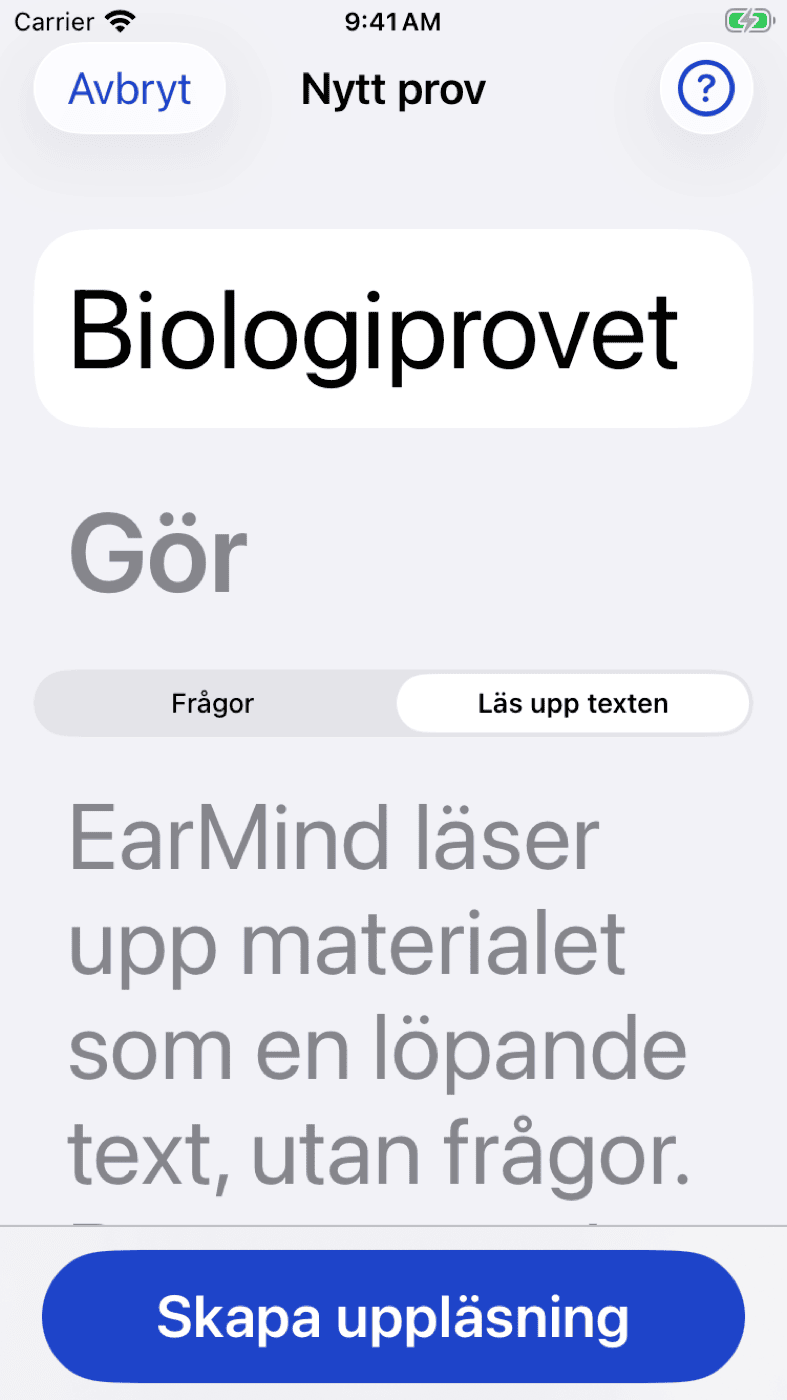 Carrier 9:41 AM
Avbryt Nytt prov ?
Biologiprovet
Gör
Frågor Läs upp texten
EarMind läser
upp materialet
som en löpande
text, utan frågor.
Skapa uppläsning